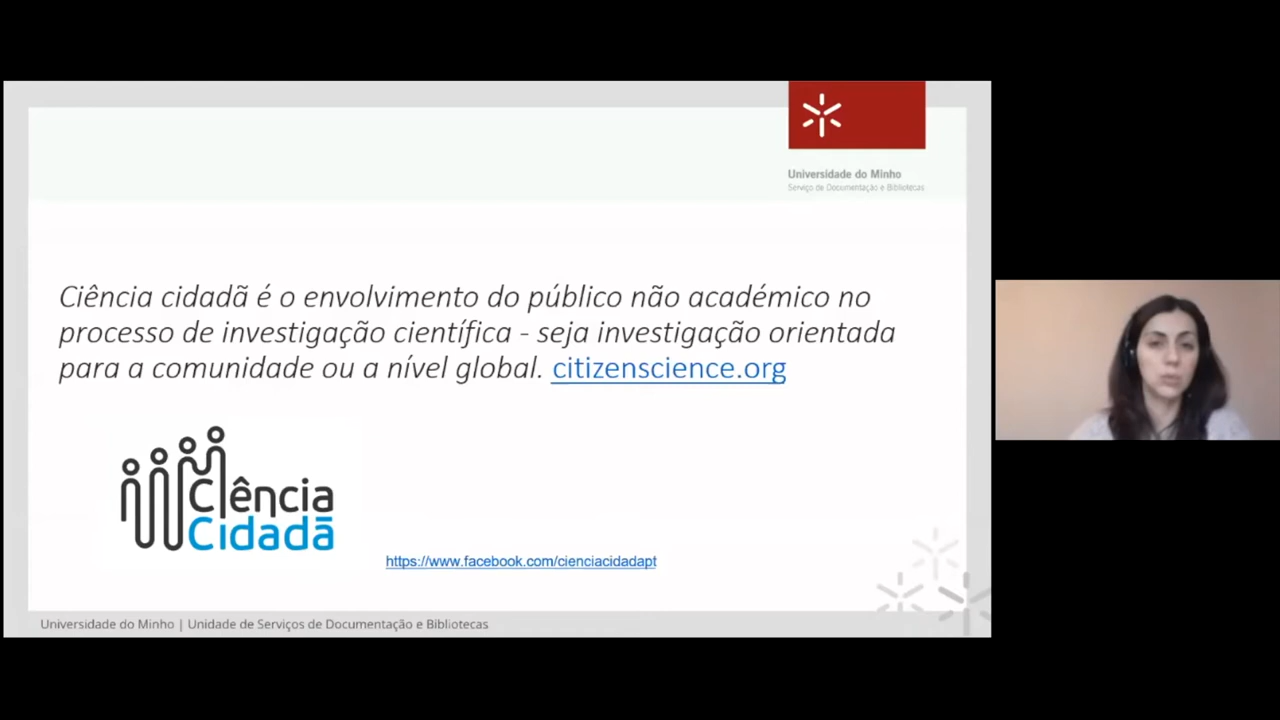 Universidade do Minho
Serviço de Documentação e Bibliotecas
Ciência cidadã é o envolvimento do público não académico no
processo de investigação científica - seja investigação orientada
para a comunidade ou a nível global. citizenscience.org
Ciência
Cidadã
https://www.facebook.com/cienciacidadapt
Universidade do Minho | Unidade de Serviços de Documentação e Bibliotecas